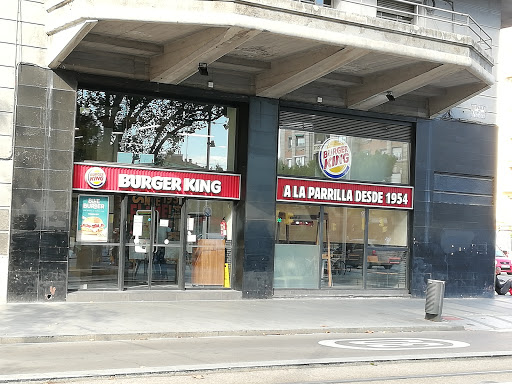 BURGER KING
BURGER KING
A LA PARRILLA DESDE 1954
BURGER
KING